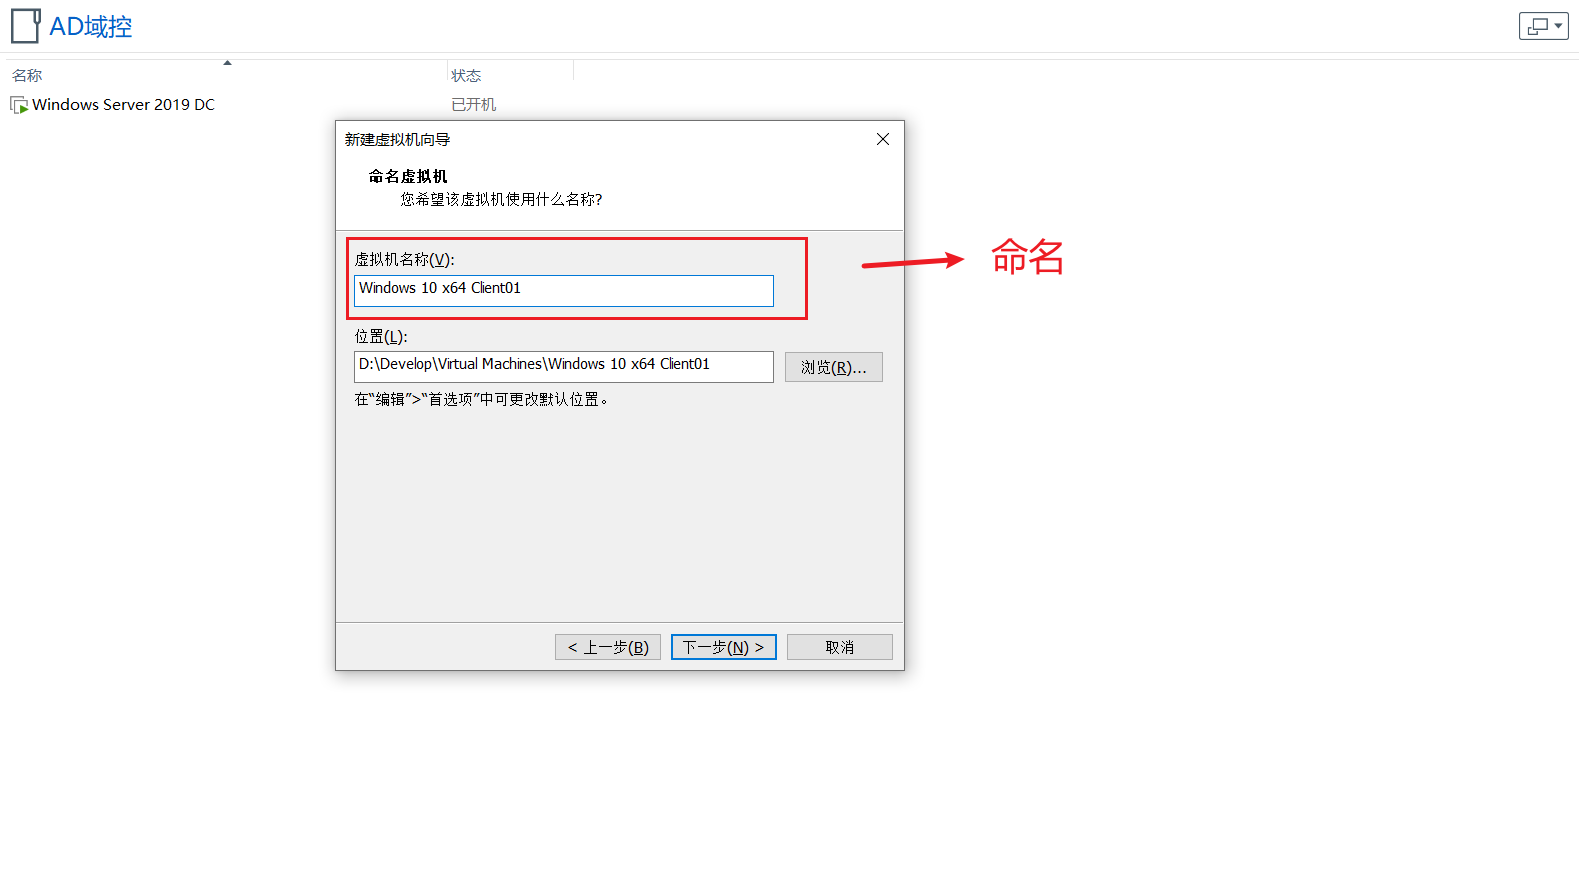 AD域控
名称 状态
Windows Server 2019 DC 已开机
新建虚拟机向导
命名虚拟机
您希望该虚拟机使用什么名称?
虚拟机名称(V):
命名
Windows 10 x64 Client01
位置(L):
D:\Develop\Virtual Machines\Windows 10 x64 Client01
浏览(R)...
在“编辑”>“首选项”中可更改默认位置。
< 上一步(B) 下一步(N) > 取消